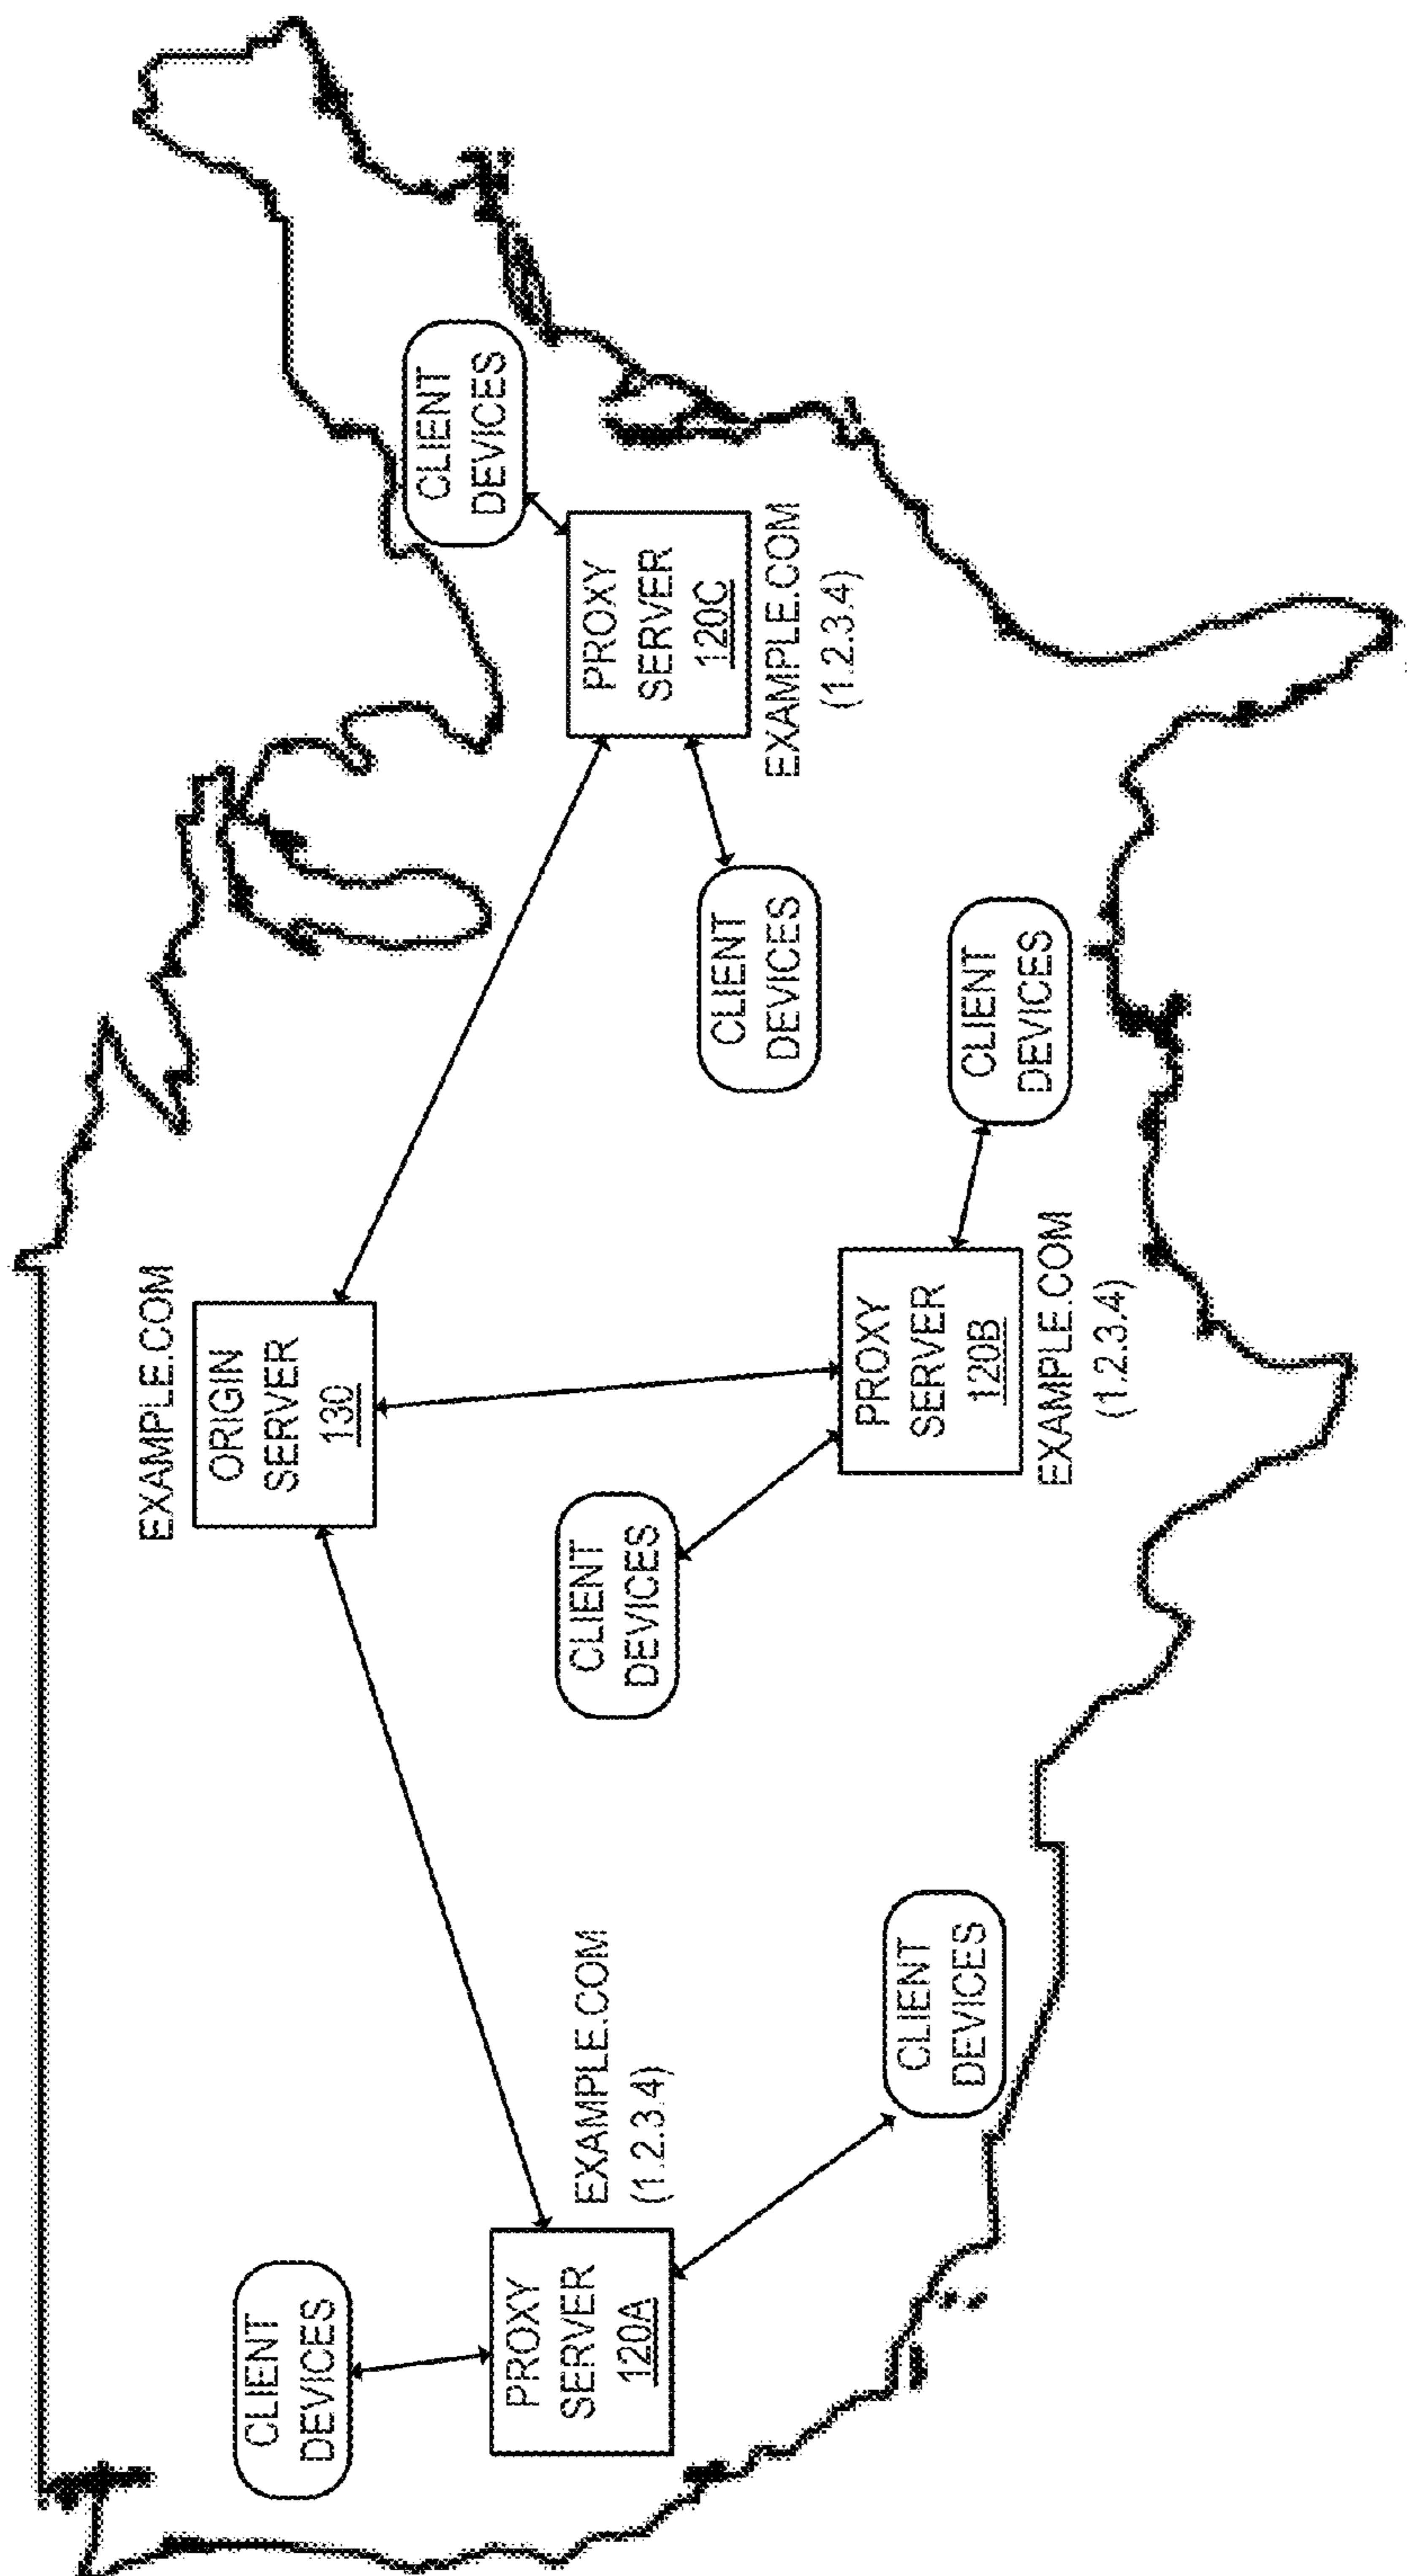 EXAMPLE.COM
ORIGIN
SERVER
130
CLIENT
DEVICES
PROXY
SERVER
120A
EXAMPLE.COM
(1.2.3.4)
CLIENT
DEVICES
CLIENT
DEVICES
PROXY
SERVER
120B
EXAMPLE.COM
(1.2.3.4)
CLIENT
DEVICES
CLIENT
DEVICES
PROXY
SERVER
120C
EXAMPLE.COM
(1.2.3.4)
CLIENT
DEVICES